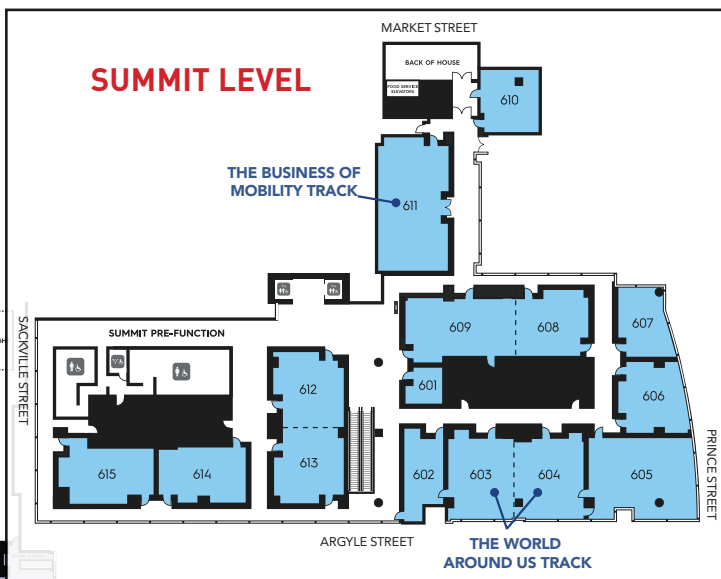 MARKET STREET
SUMMIT LEVEL
BACK OF HOUSE
FOOD SERVICE
ELEVATORS
610
THE BUSINESS OF
MOBILITY TRACK
611
SACKVILLE STREET
SUMMIT PRE-FUNCTION
609
608
607
612
601
606
613
615
614
602
603
604
605
PRINCE STREET
ARGYLE STREET
THE WORLD
AROUND US TRACK